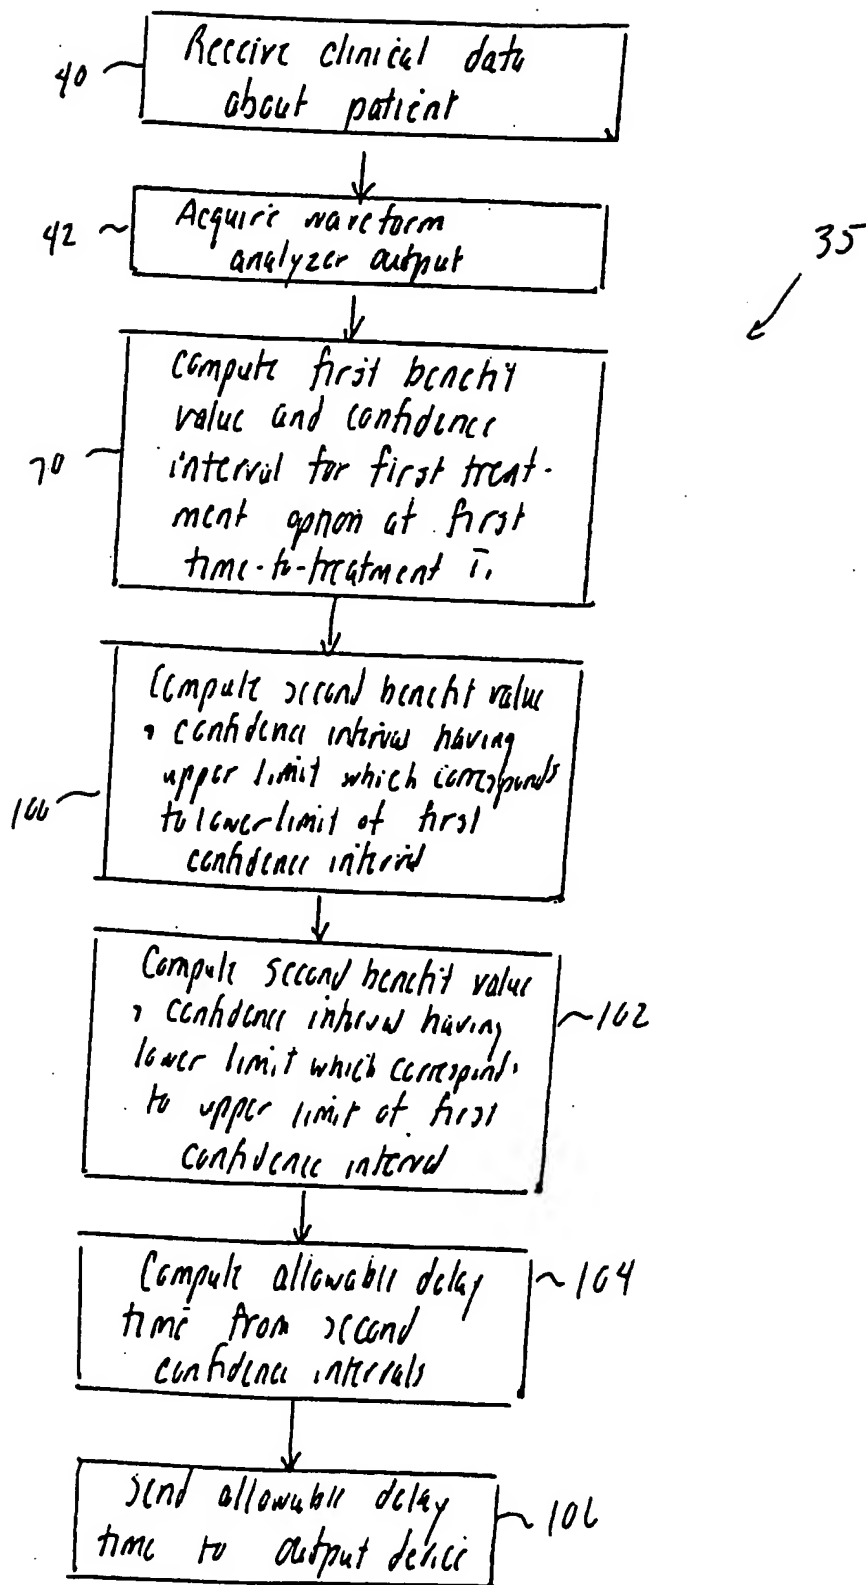 40
Receive clinical data
about patient
42
Acquire waveform
analyzer output
35
Compute first benefit
value and confidence
interval for first treat-
ment option at first
time-to-treatment T₁
70
Compute second benefit value
, confidence interval having
upper limit which corresponds
to lower limit of first
confidence interval
100
Compute second benefit value
, confidence interval having
lower limit which corresponds
to upper limit of first
confidence interval
102
Compute allowable delay
time from second
confidence intervals
104
Send allowable delay
time to output device
106